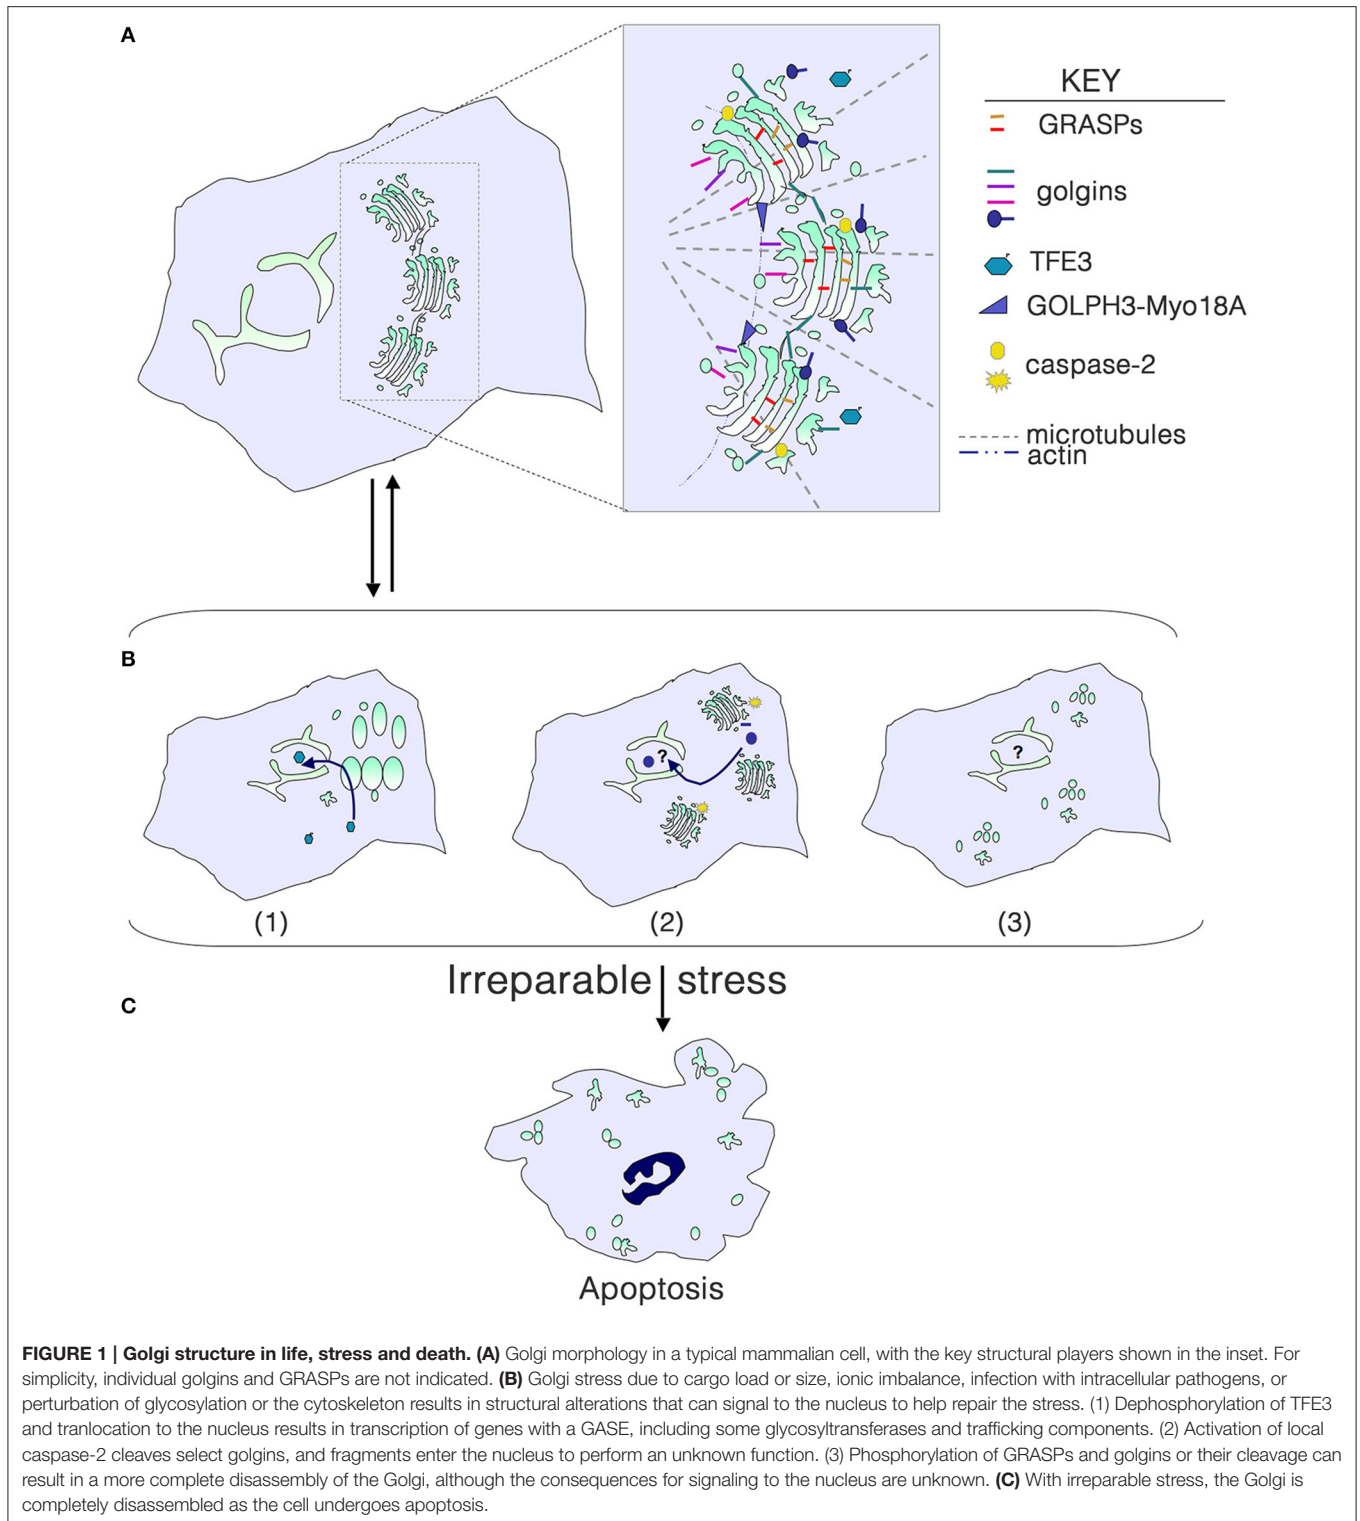 A
KEY
GRASPs
golgins
TFE3
GOLPH3-Myo18A
caspase-2
microtubules
actin
B
?
?
(1)
(2)
(3)
Irreparable stress
C
Apoptosis
FIGURE 1 | Golgi structure in life, stress and death. (A) Golgi morphology in a typical mammalian cell, with the key structural players shown in the inset. For
simplicity, individual golgins and GRASPs are not indicated. (B) Golgi stress due to cargo load or size, ionic imbalance, infection with intracellular pathogens, or
perturbation of glycosylation or the cytoskeleton results in structural alterations that can signal to the nucleus to help repair the stress. (1) Dephosphorylation of TFE3
and tranlocation to the nucleus results in transcription of genes with a GASE, including some glycosyltransferases and trafficking components. (2) Activation of local
caspase-2 cleaves select golgins, and fragments enter the nucleus to perform an unknown function. (3) Phosphorylation of GRASPs and golgins or their cleavage can
result in a more complete disassembly of the Golgi, although the consequences for signaling to the nucleus are unknown. (C) With irreparable stress, the Golgi is
completely disassembled as the cell undergoes apoptosis.